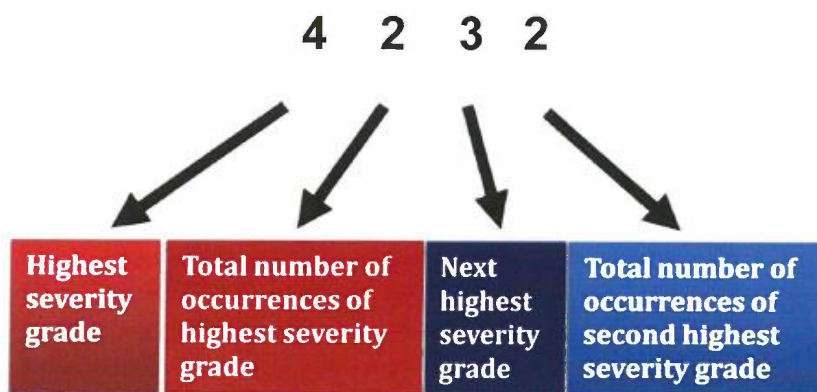 4 2 3 2
Highest
severity
grade
Total number of
occurrences of
highest severity
grade
Next
highest
severity
grade
Total number of
occurrences of
second highest
severity grade